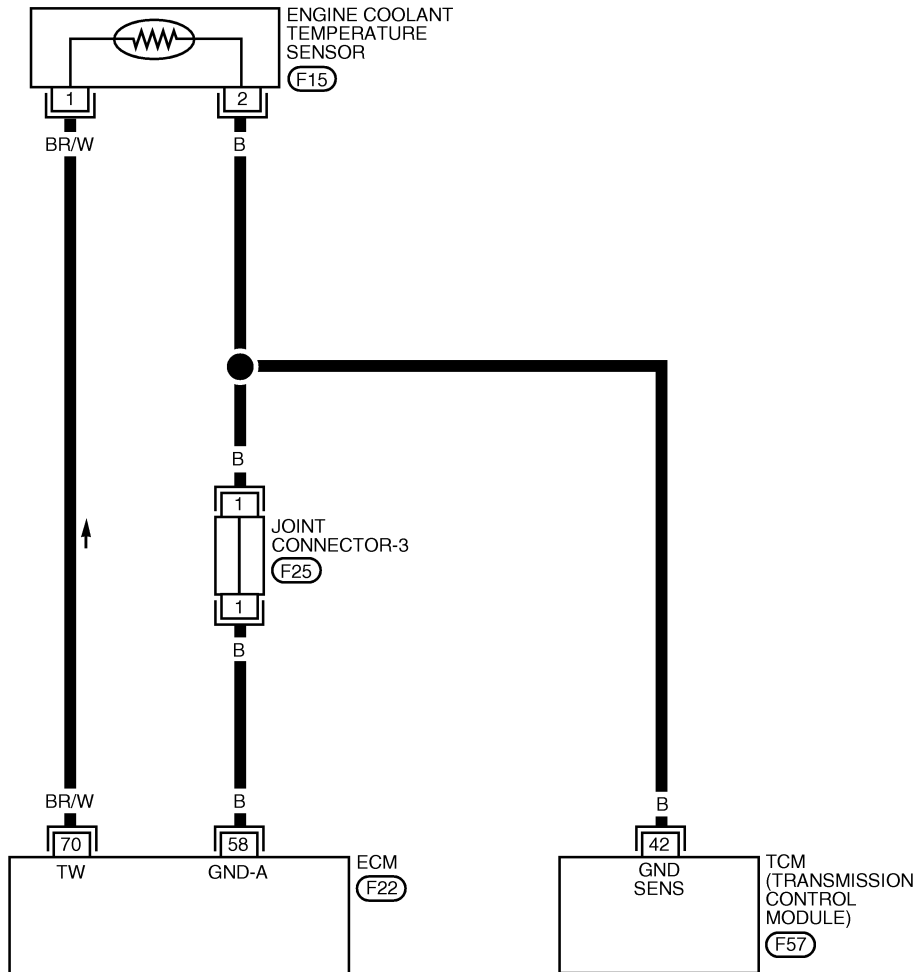 ENGINE COOLANT
TEMPERATURE
SENSOR
F15
1
2
BR/W
B
B
1
JOINT
CONNECTOR-3
F25
1
B
BR/W
B
B
70
58
42
TW
GND-A
ECM
F22
GND
SENS
TCM
(TRANSMISSION
CONTROL
MODULE)
F57